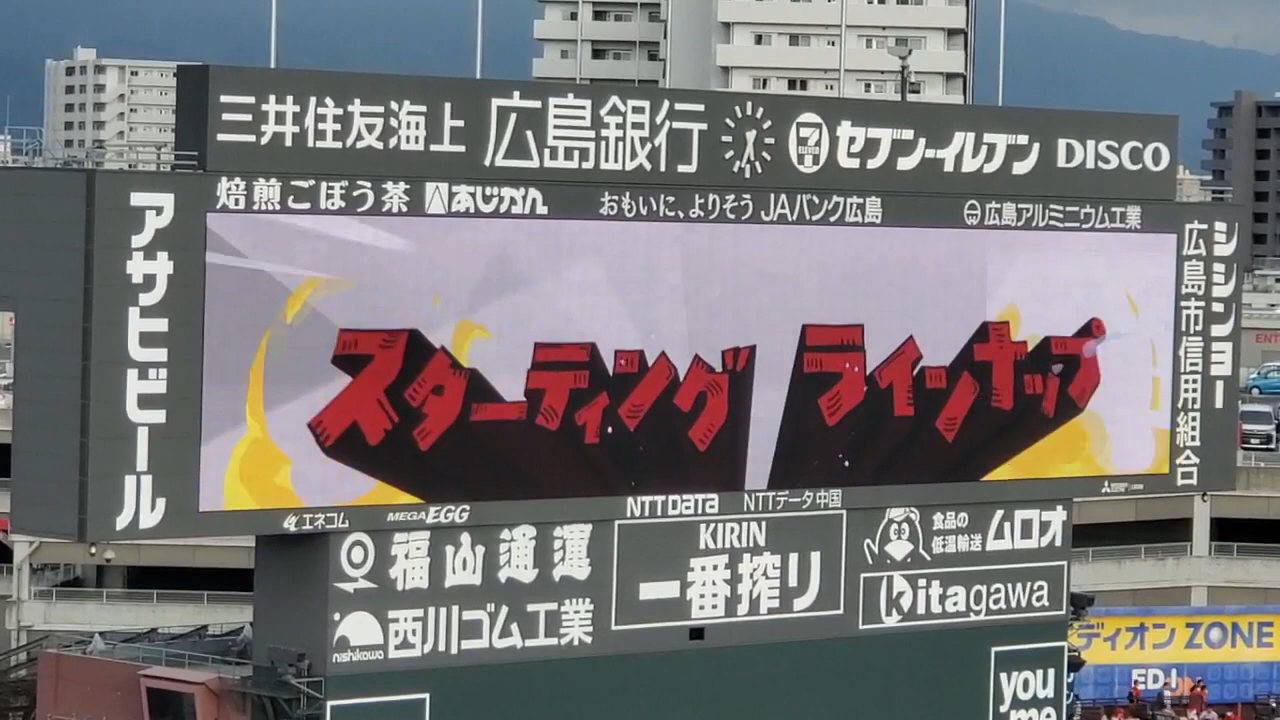 三井住友海上 広島銀行 7 ELEVEN セブン-イレブン DISCO
焙煎ごぼう茶 あじかん おもいに、よりそう JAバンク広島 広島アルミニウム工業
アサヒビール
スターティング ラインナップ
シシンヨー
広島市信用組合
エネコム MEGA EGG NTT DATA NTTデータ中国
福山通運
KIRIN
一番搾り
食品の
低温輸送 ムロオ
nishikawa 西川ゴム工業
kitagawa
ディオン ZONE
EDI
you
me
ENT